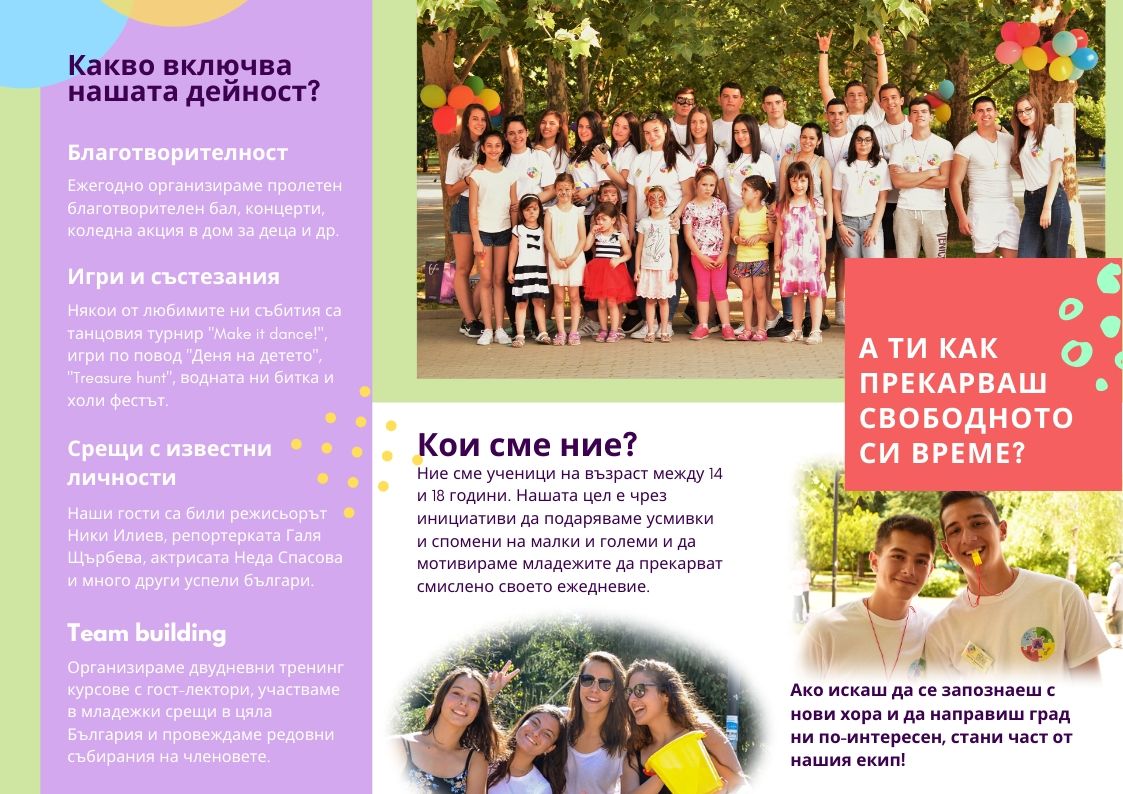 Какво включва
нашата дейност?
Благотворителност
Ежегодно организираме пролетен
благотворителен бал, концерти,
коледна акция в дом за деца и др.
Игри и състезания
Някои от любимите ни събития са
танцовия турнир "Make it dance!",
игри по повод "Деня на детето",
"Treasure hunt", водната ни битка и
холи фестът.
Срещи с известни
личности
Наши гости са били режисьорът
Ники Илиев, репортерката Галя
Щърбева, актрисата Неда Спасова
и много други успели българи.
Team building
Организираме двудневни тренинг
курсове с гост-лектори, участваме
в младежки срещи в цяла
България и провеждаме редовни
събирания на членовете.
Кои сме ние?
Ние сме ученици на възраст между 14
и 18 години. Нашата цел е чрез
инициативи да подаряваме усмивки
и спомени на малки и големи и да
мотивираме младежите да прекарват
смислено своето ежедневие.
А ТИ КАК
ПРЕКАРВАШ
СВОБОДНОТО
СИ ВРЕМЕ?
Ако искаш да се запознаеш с
нови хора и да направиш град
ни по-интересен, стани част от
нашия екип!